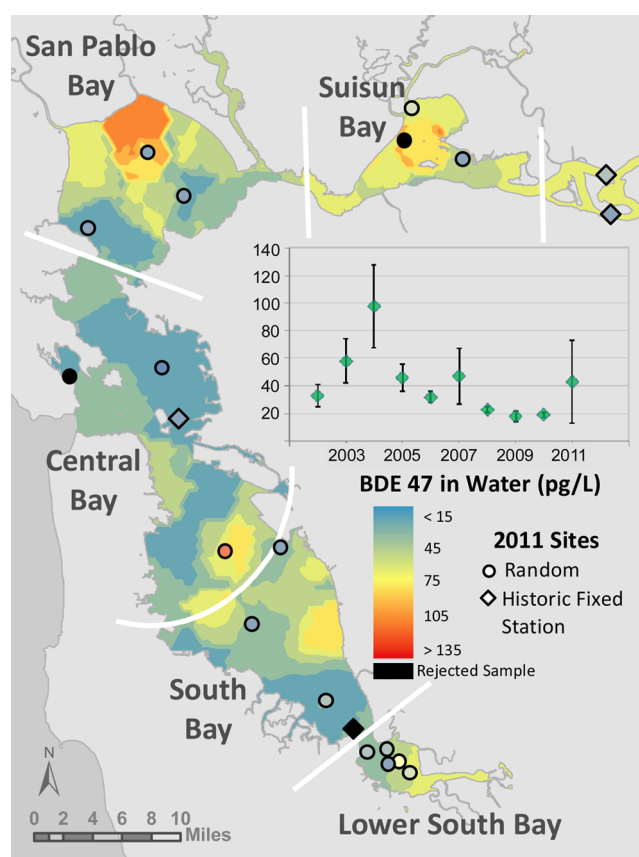 San Pablo
Bay
Suisun
Bay
140
120
100
80
60
40
20
2003 2005 2007 2009 2011
Central
Bay
BDE 47 in Water (pg/L)
< 15
45
75
105
> 135
Rejected Sample
2011 Sites
Random
Historic Fixed
Station
South
Bay
N
0 2 4 6 8 10
Miles
Lower South Bay